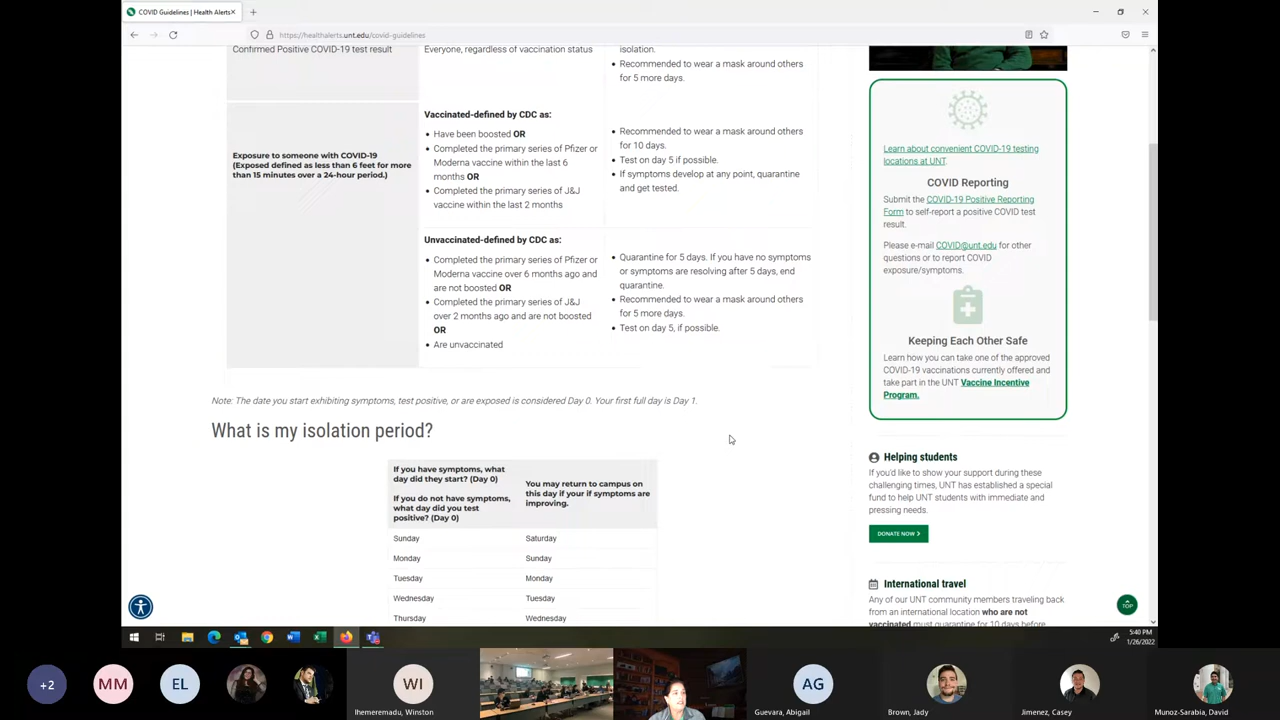 COVID Guidelines | Health Alerts
https://healthalerts.unt.edu/covid-guidelines
Confirmed Positive COVID-19 test result
Everyone, regardless of vaccination status
isolation.
Recommended to wear a mask around others
for 5 more days.
Exposure to someone with COVID-19
(Exposed defined as less than 6 feet for more
than 15 minutes over a 24-hour period.)
Vaccinated-defined by CDC as:
Have been boosted OR
Completed the primary series of Pfizer or
Moderna vaccine within the last 6
months OR
Completed the primary series of J&J
vaccine within the last 2 months
Recommended to wear a mask around others
for 10 days.
Test on day 5 if possible.
If symptoms develop at any point, quarantine
and get tested.
Unvaccinated-defined by CDC as:
Completed the primary series of Pfizer or
Moderna vaccine over 6 months ago and
are not boosted OR
Completed the primary series of J&J
over 2 months ago and are not boosted
OR
Are unvaccinated
Quarantine for 5 days. If you have no symptoms
or symptoms are resolving after 5 days, end
quarantine.
Recommended to wear a mask around others
for 5 more days.
Test on day 5, if possible.
Note: The date you start exhibiting symptoms, test positive, or are exposed is considered Day 0. Your first full day is Day 1.
What is my isolation period?
If you have symptoms, what
day did they start? (Day 0)
If you do not have symptoms,
what day did you test
positive? (Day 0)
You may return to campus on
this day if your if symptoms are
improving.
Sunday Saturday
Monday Sunday
Tuesday Monday
Wednesday Tuesday
Thursday Wednesday
Learn about convenient COVID-19 testing
locations at UNT.
COVID Reporting
Submit the COVID-19 Positive Reporting
Form to self-report a positive COVID test
result.
Please e-mail COVID@unt.edu for other
questions or to report COVID
exposure/symptoms.
Keeping Each Other Safe
Learn how you can take one of the approved
COVID-19 vaccinations currently offered and
take part in the UNT Vaccine Incentive
Program.
Helping students
If you'd like to show your support during these
challenging times, UNT has established a special
fund to help UNT students with immediate and
pressing needs.
DONATE NOW
International travel
Any of our UNT community members traveling back
from an international location who are not
vaccinated must quarantine for 10 days before
TOP
5:40 PM
1/26/2022
+2
MM
EL
WI
Ihemeremadu, Winston
AG
Guevara, Abigail
Brown, Jady
Jimenez, Casey
Munoz-Sarabia, David